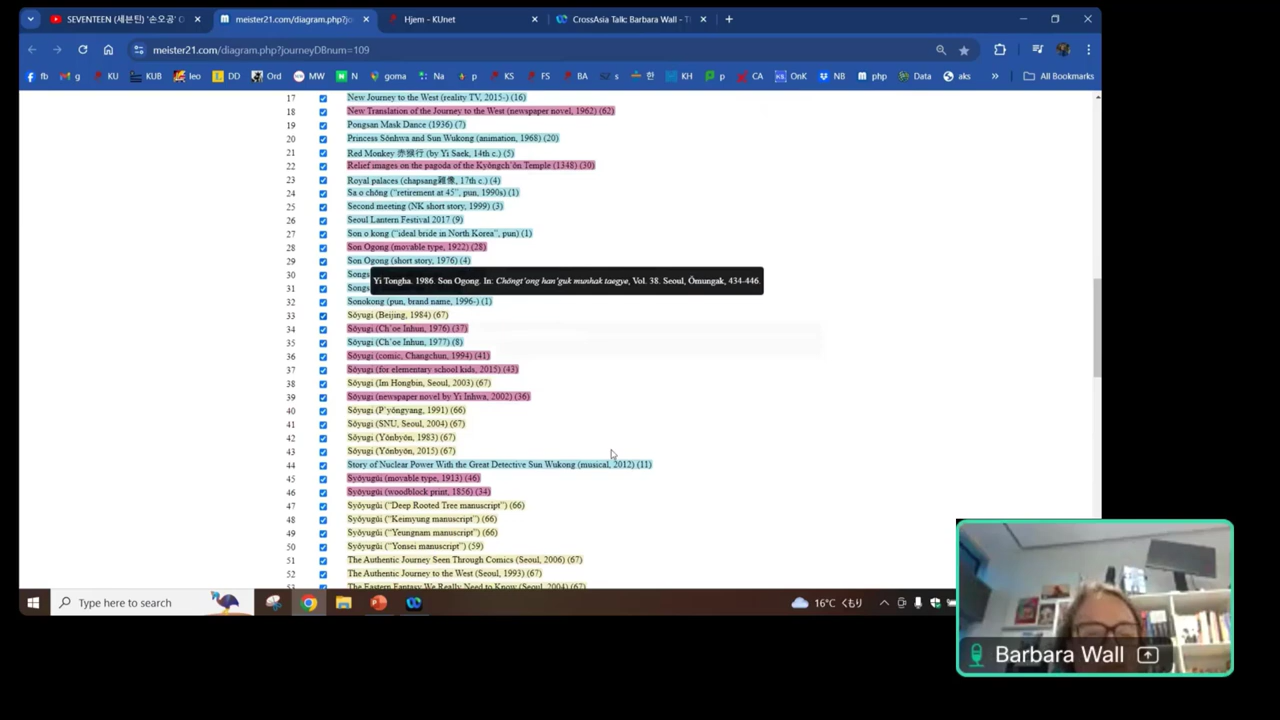 SEVENTEEN (세븐틴) '손오공' O
meister21.com/diagram.php?jo
Hjem - KUnet
CrossAsia Talk: Barbara Wall - T
meister21.com/diagram.php?journeyDBnum=109
fb g KU KUB leo DD Ord MW N goma Na p KS FS BA s 한 KH p CA OnK NB php Data aks » All Bookmarks
17 New Journey to the West (reality TV, 2015-) (16)
18 New Translation of the Journey to the West (newspaper novel, 1962) (62)
19 Pongsan Mask Dance (1936) (7)
20 Princess Sŏnhwa and Sun Wukong (animation, 1968) (20)
21 Red Monkey 赤猴行 (by Yi Saek, 14th c.) (5)
22 Relief images on the pagoda of the Kyŏngch'ŏn Temple (1348) (30)
23 Royal palaces (chapsang雜像, 17th c.) (4)
24 Sa o chŏng ("retirement at 45", pun, 1990s) (1)
25 Second meeting (NK short story, 1999) (3)
26 Seoul Lantern Festival 2017 (9)
27 Son o kong ("ideal bride in North Korea", pun) (1)
28 Son Ogong (movable type, 1922) (28)
29 Son Ogong (short story, 1976) (4)
30 Songs
Yi Tongha. 1986. Son Ogong. In: Chŏngt'ong han'guk munhak taegye, Vol. 38. Seoul, Ŏmungak, 434-446.
31 Songs
32 Sonokong (pun, brand name, 1996-) (1)
33 Sŏyugi (Beijing, 1984) (67)
34 Sŏyugi (Ch'oe Inhun, 1976) (37)
35 Sŏyugi (Ch'oe Inhun, 1977) (8)
36 Sŏyugi (comic, Changchun, 1994) (41)
37 Sŏyugi (for elementary school kids, 2015) (43)
38 Sŏyugi (Im Hongbin, Seoul, 2003) (67)
39 Sŏyugi (newspaper novel by Yi Inhwa, 2002) (36)
40 Sŏyugi (P'yŏngyang, 1991) (66)
41 Sŏyugi (SNU, Seoul, 2004) (67)
42 Sŏyugi (Yŏnbyŏn, 1983) (67)
43 Sŏyugi (Yŏnbyŏn, 2015) (67)
44 Story of Nuclear Power With the Great Detective Sun Wukong (musical, 2012) (11)
45 Syŏyugŭi (movable type, 1913) (46)
46 Syŏyugŭi (woodblock print, 1856) (34)
47 Syŏyugŭi ("Deep Rooted Tree manuscript") (66)
48 Syŏyugŭi ("Keimyung manuscript") (66)
49 Syŏyugŭi ("Yeungnam manuscript") (66)
50 Syŏyugŭi ("Yonsei manuscript") (59)
51 The Authentic Journey Seen Through Comics (Seoul, 2006) (67)
52 The Authentic Journey to the West (Seoul, 1993) (67)
53 The Eastern Fantasy We Really Need to Know (Seoul, 2004) (67)
Type here to search
16°C くもり
Barbara Wall